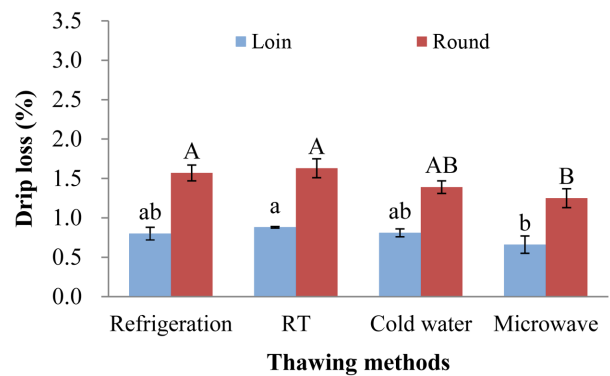 3.5
Loin Round
3.0
2.5
2.0
A A
AB
1.5
B
ab a ab
1.0
b
0.5
0.0
Refrigeration RT Cold water Microwave
Thawing methods
Drip loss (%)